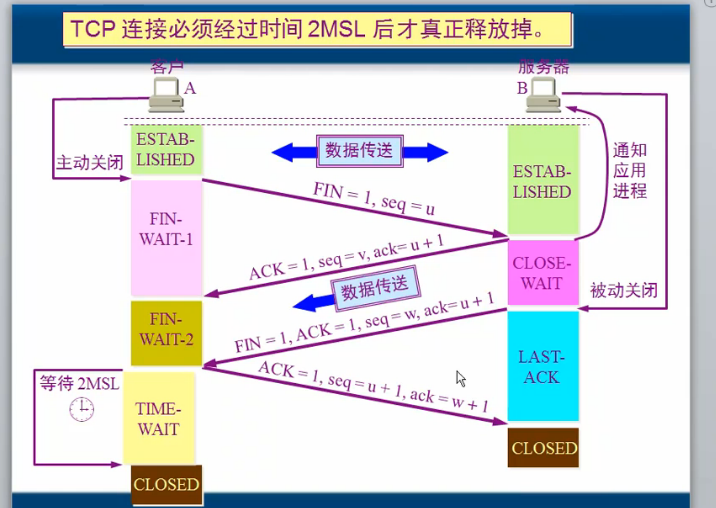 TCP 连接必须经过时间 2MSL 后才真正释放掉。
客户
A
服务器
B
ESTAB-
LISHED
数据传送
主动关闭
ESTAB-
LISHED
通知
应用
进程
FIN = 1, seq = u
FIN-
WAIT-1
ACK = 1, seq = v, ack= u + 1
CLOSE-
WAIT
数据传送
被动关闭
FIN-
WAIT-2
FIN = 1, ACK = 1, seq = w, ack= u + 1
LAST-
ACK
等待 2MSL
ACK = 1, seq = u + 1, ack = w + 1
TIME-
WAIT
CLOSED
CLOSED